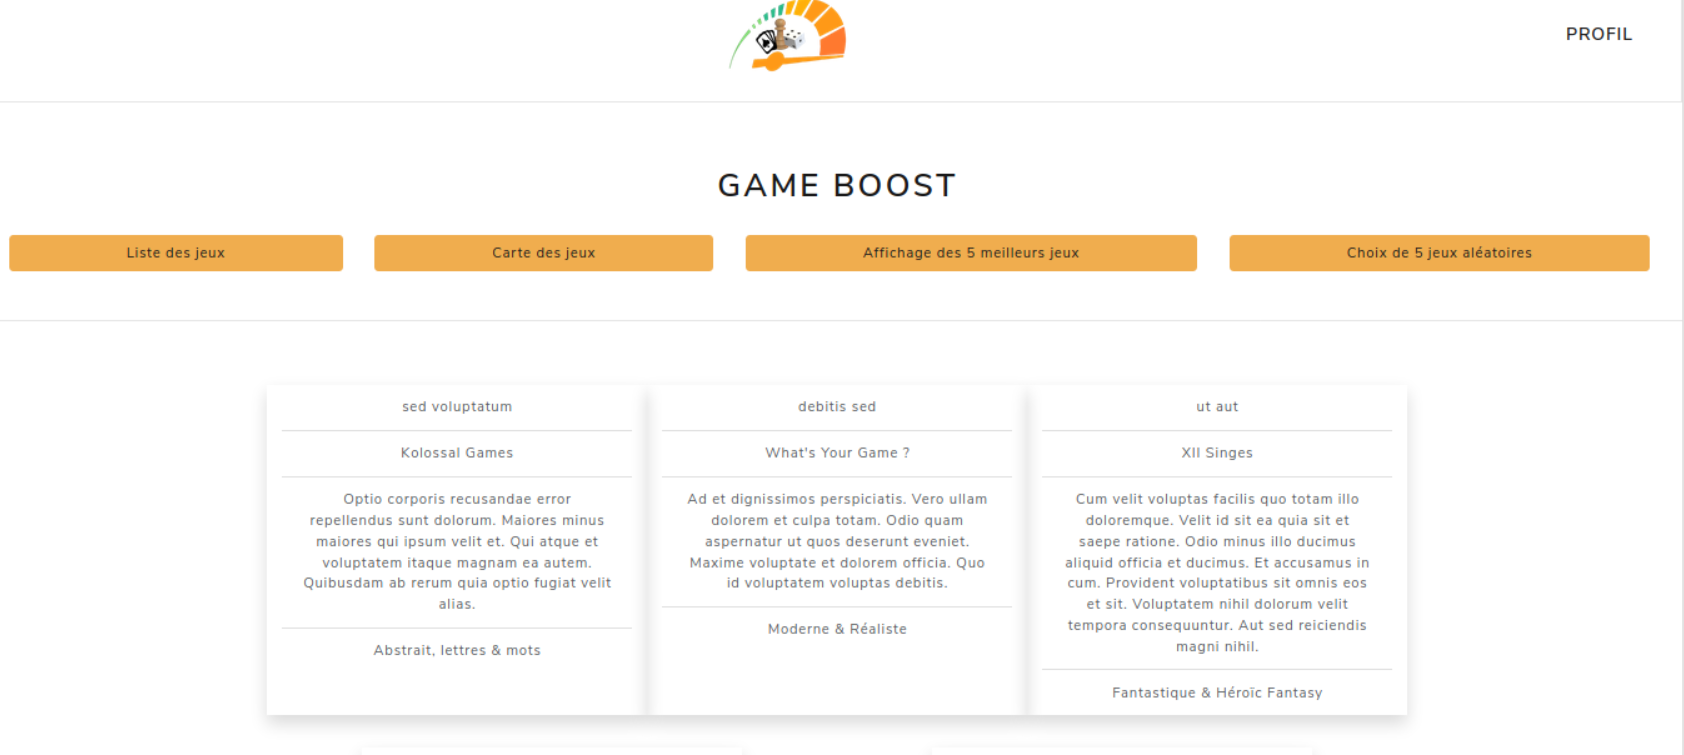 PROFIL
GAME BOOST
Liste des jeux
Carte des jeux
Affichage des 5 meilleurs jeux
Choix de 5 jeux aléatoires
sed voluptatum
Kolossal Games
Optio corporis recusandae error
repellendus sunt dolorum. Maiores minus
maiores qui ipsum velit et. Qui atque et
voluptatem itaque magnam ea autem.
Quibusdam ab rerum quia optio fugiat velit
alias.
Abstrait, lettres & mots
debitis sed
What's Your Game ?
Ad et dignissimos perspiciatis. Vero ullam
dolorem et culpa totam. Odio quam
aspernatur ut quos deserunt eveniet.
Maxime voluptate et dolorem officia. Quo
id voluptatem voluptas debitis.
Moderne & Réaliste
ut aut
XII Singes
Cum velit voluptas facilis quo totam illo
doloremque. Velit id sit ea quia sit et
saepe ratione. Odio minus illo ducimus
aliquid officia et ducimus. Et accusamus in
cum. Provident voluptatibus sit omnis eos
et sit. Voluptatem nihil dolorum velit
tempora consequuntur. Aut sed reiciendis
magni nihil.
Fantastique & Héroïc Fantasy